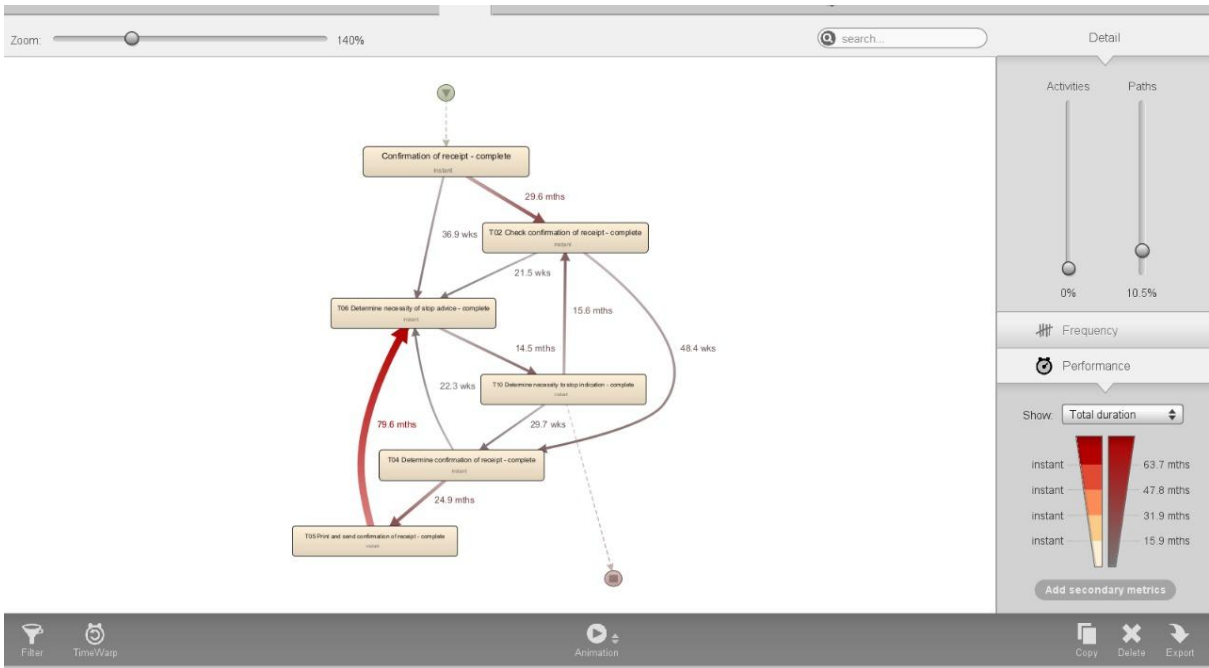 Zoom:
140%
search...
Detail
Activities
Paths
0%
10.5%
Frequency
Performance
Show:
Total duration
instant
63.7 mths
instant
47.8 mths
instant
31.9 mths
instant
15.9 mths
Add secondary metrics
Confirmation of receipt - complete
instant
29.6 mths
36.9 wks
T02 Check confirmation of receipt - complete
instant
21.5 wks
T06 Determine necessity of stop advice - complete
instant
15.6 mths
14.5 mths
48.4 wks
T10 Determine necessity to stop indication - complete
instant
22.3 wks
29.7 wks
79.6 mths
T04 Determine confirmation of receipt - complete
instant
24.9 mths
T05 Print and send confirmation of receipt - complete
instant
Filter
TimeWarp
Animation
Copy
Delete
Export